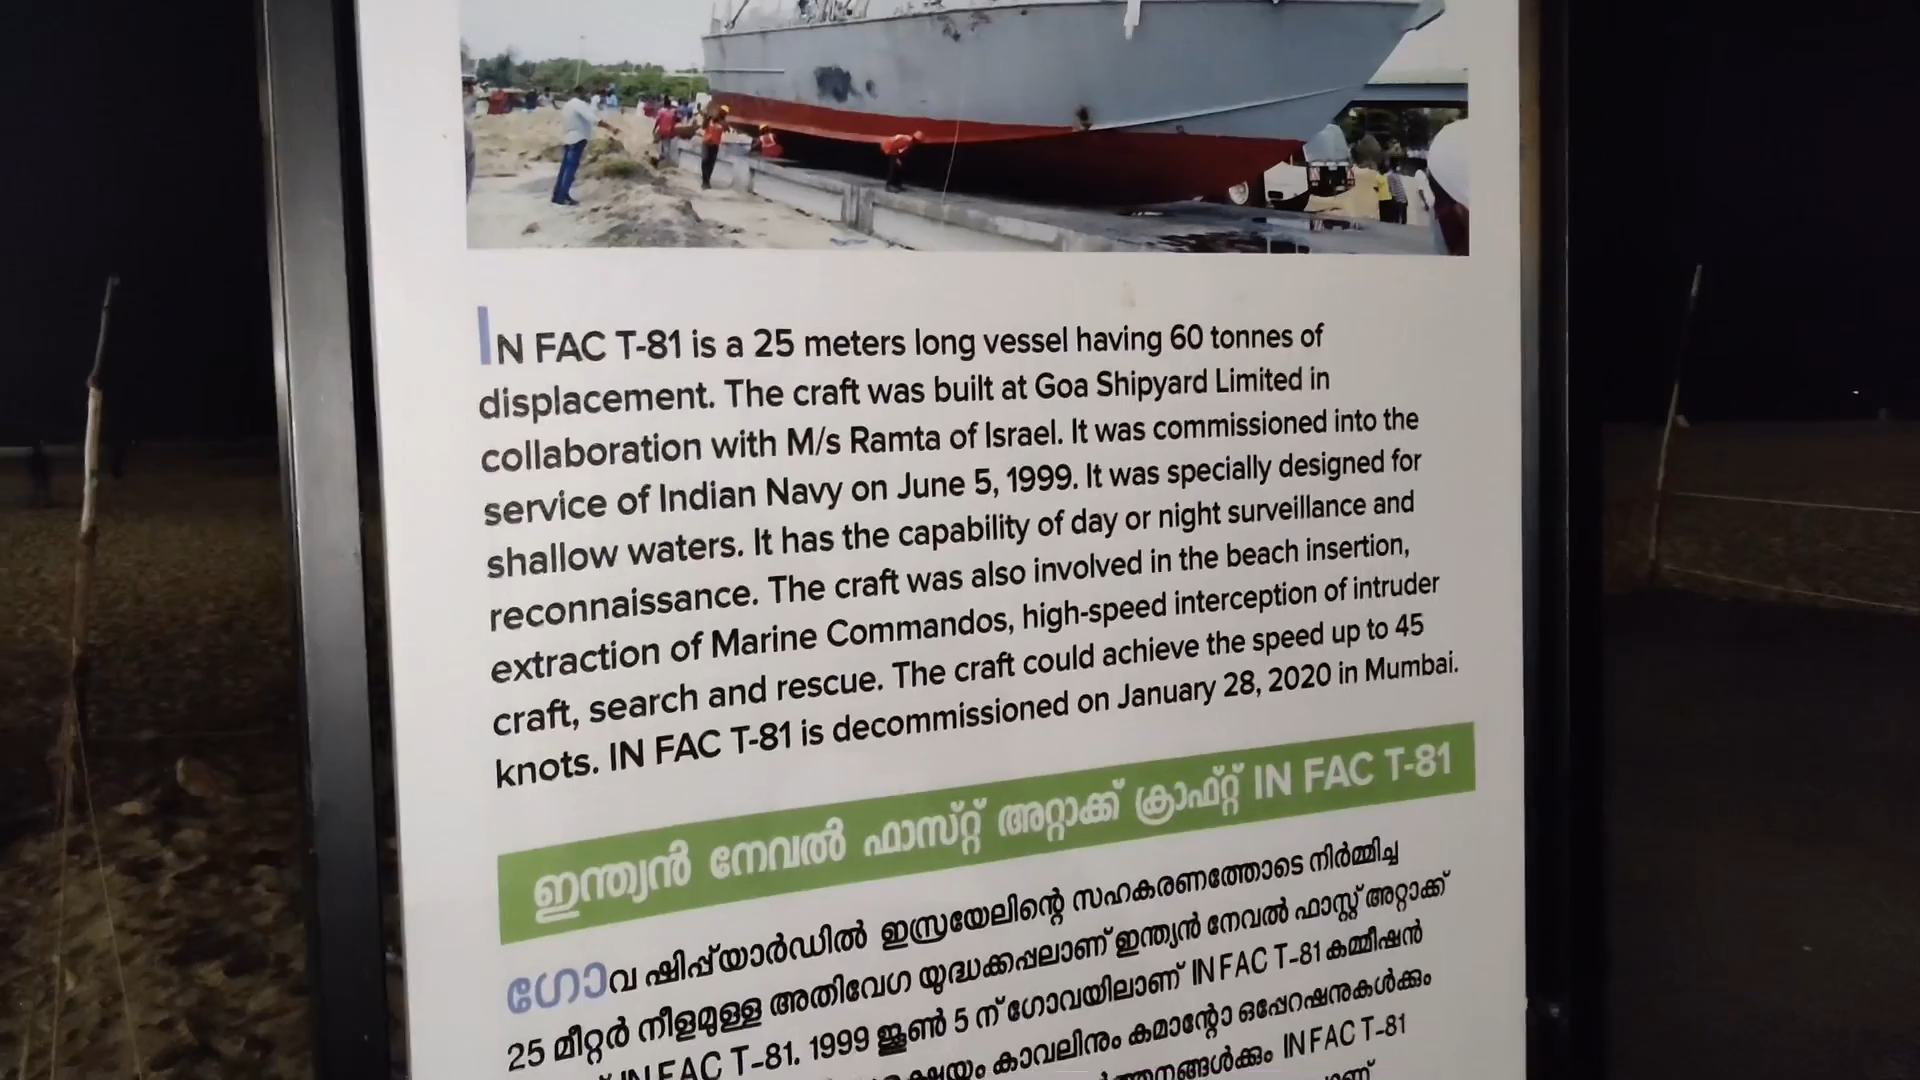 IN FAC T-81 is a 25 meters long vessel having 60 tonnes of
displacement. The craft was built at Goa Shipyard Limited in
collaboration with M/s Ramta of Israel. It was commissioned into the
service of Indian Navy on June 5, 1999. It was specially designed for
shallow waters. It has the capability of day or night surveillance and
reconnaissance. The craft was also involved in the beach insertion,
extraction of Marine Commandos, high-speed interception of intruder
craft, search and rescue. The craft could achieve the speed up to 45
knots. IN FAC T-81 is decommissioned on January 28, 2020 in Mumbai.
ഇന്ത്യൻ നേവൽ ഫാസ്റ്റ് അറ്റാക്ക് ക്രാഫ്റ്റ് IN FAC T-81
ഗോവ ഷിപ്പ്‌യാർഡിൽ ഇസ്രയേലിന്റെ സഹകരണത്തോടെ നിർമ്മിച്ച
25 മീറ്റർ നീളമുള്ള അതിവേഗ യുദ്ധക്കപ്പലാണ് ഇന്ത്യൻ നേവൽ ഫാസ്റ്റ് അറ്റാക്ക്
IN FAC T-81. 1999 ജൂൺ 5 ന് ഗോവയിലാണ് IN FAC T-81 കമ്മീഷൻ
കാവലിനും കമാന്റോ ഒപ്പറേഷനുകൾക്കും
IN FAC T-81